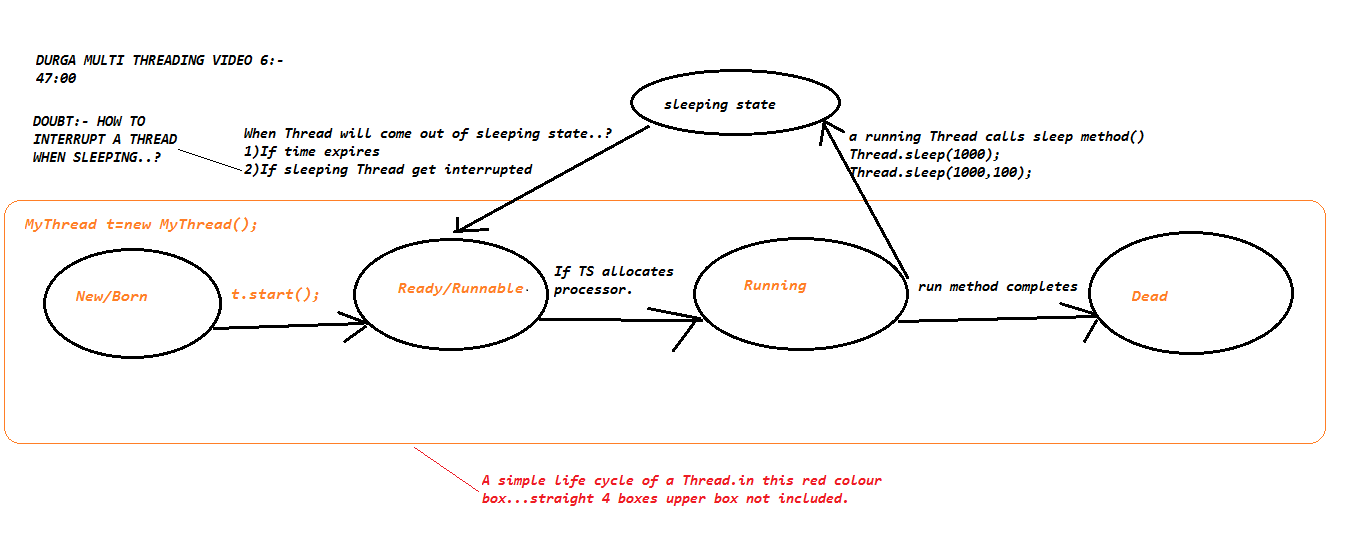 DURGA MULTI THREADING VIDEO 6:-
47:00
DOUBT:- HOW TO
INTERRUPT A THREAD
WHEN SLEEPING..?
When Thread will come out of sleeping state..?
1)If time expires
2)If sleeping Thread get interrupted
sleeping state
a running Thread calls sleep method()
Thread.sleep(1000);
Thread.sleep(1000,100);
MyThread t=new MyThread();
New/Born
t.start();
Ready/Runnable.
If TS allocates
processor.
Running
run method completes
Dead
A simple life cycle of a Thread.in this red colour
box...straight 4 boxes upper box not included.